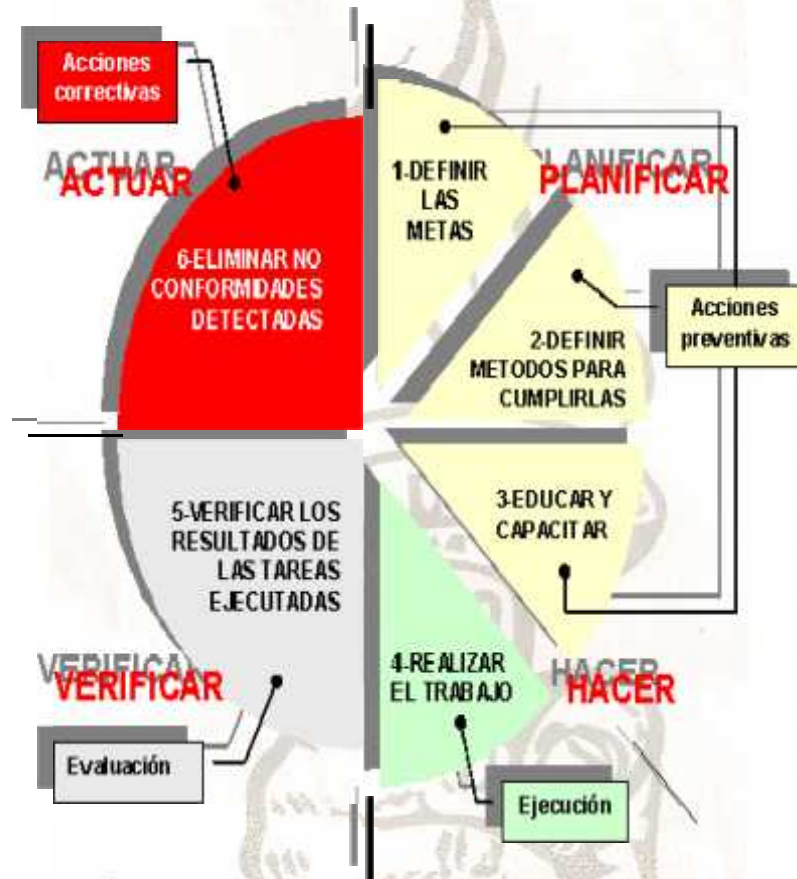 Acciones
correctivas
ACTUAR
ACTUAR
6-ELIMINAR NO
CONFORMIDADES
DETECTADAS
1-DEFINIR
LAS
METAS
PLANIFICAR
PLANIFICAR
2-DEFINIR
METODOS PARA
CUMPLIRLAS
Acciones
preventivas
3-EDUCAR Y
CAPACITAR
HACER
HACER
4-REALIZAR
EL TRABAJO
Ejecución
5-VERIFICAR LOS
RESULTADOS DE
LAS TAREAS
EJECUTADAS
VERIFICAR
VERIFICAR
Evaluación